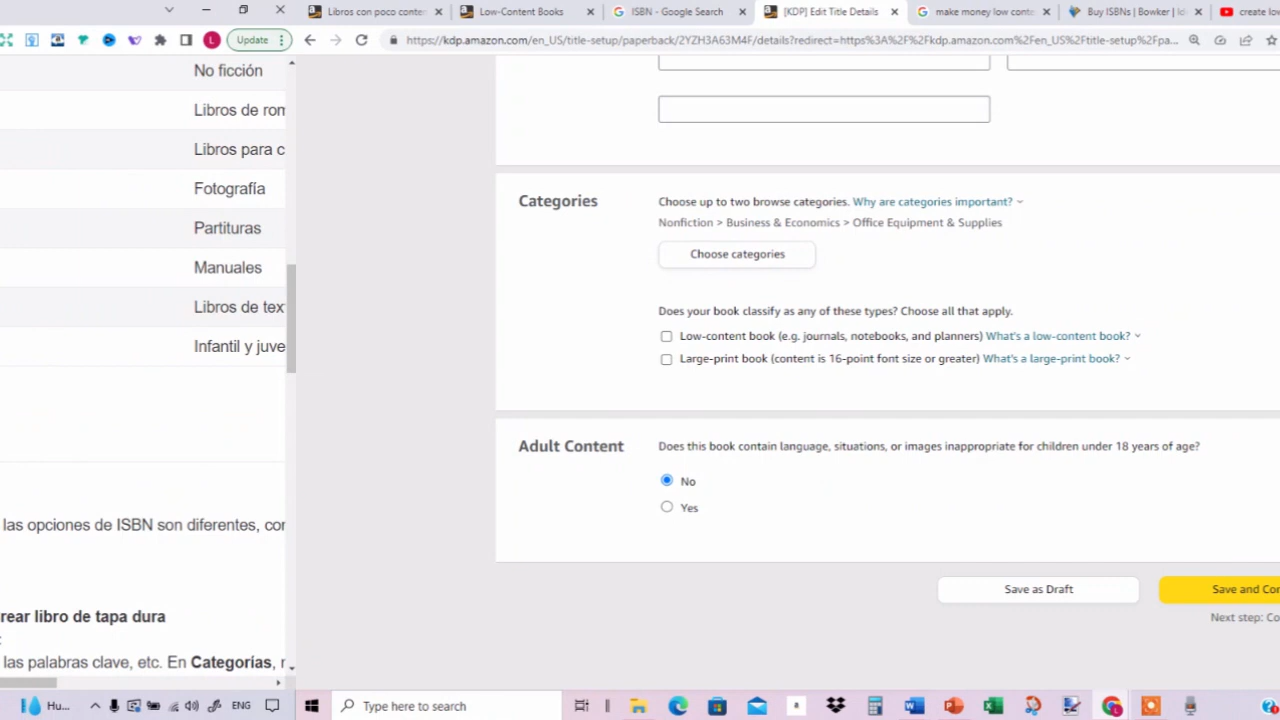 Libros con poco conten
Low-Content Books
ISBN - Google Search
[KDP] Edit Title Details
make money low conte
Buy ISBNs | Bowker | Id
create lov
Update
https://kdp.amazon.com/en_US/title-setup/paperback/2YZH3A63M4F/details?redirect=https%3A%2F%2Fkdp.amazon.com%2Fen_US%2Ftitle-setup%2Fpa...
No ficción
Libros de rom
Libros para c
Fotografía
Partituras
Manuales
Libros de tex
Infantil y juve
las opciones de ISBN son diferentes, cor
rear libro de tapa dura
:
las palabras clave, etc. En Categorías, r
Categories
Choose up to two browse categories. Why are categories important?
Nonfiction > Business & Economics > Office Equipment & Supplies
Choose categories
Does your book classify as any of these types? Choose all that apply.
Low-content book (e.g. journals, notebooks, and planners) What's a low-content book?
Large-print book (content is 16-point font size or greater) What's a large-print book?
Adult Content
Does this book contain language, situations, or images inappropriate for children under 18 years of age?
No
Yes
Save as Draft
Save and Con
Next step: Co
Hu...
ENG
Type here to search